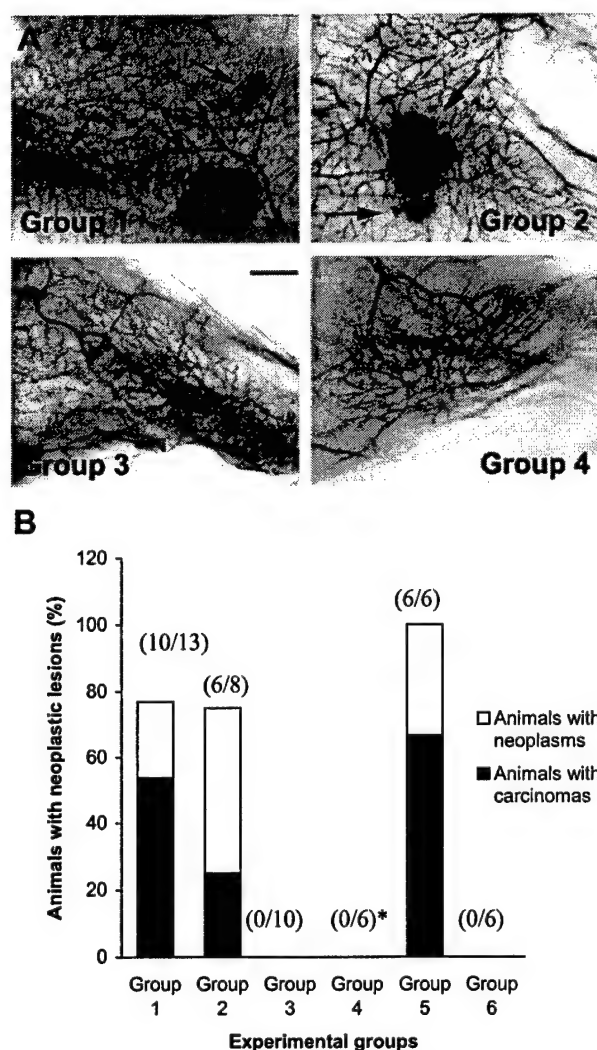 A
Group 1
Group 2
Group 3
Group 4
B
Animals with neoplastic lesions (%)
120
100
80
60
40
20
0
(10/13)
(6/8)
(0/10)
(0/6)*
(6/6)
(0/6)
Animals with
neoplasms
Animals with
carcinomas
Group 1
Group 2
Group 3
Group 4
Group 5
Group 6
Experimental groups